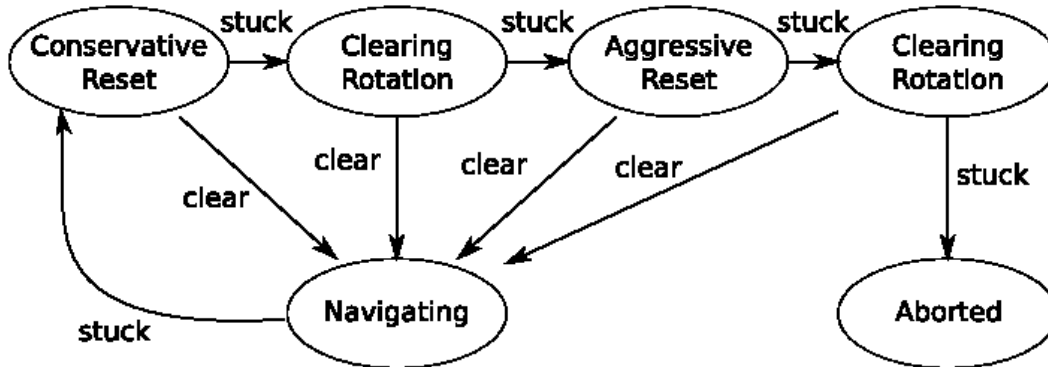 stuck
stuck
stuck
Conservative
Reset
Clearing
Rotation
Aggressive
Reset
Clearing
Rotation
clear
clear
clear
clear
stuck
stuck
Navigating
Aborted